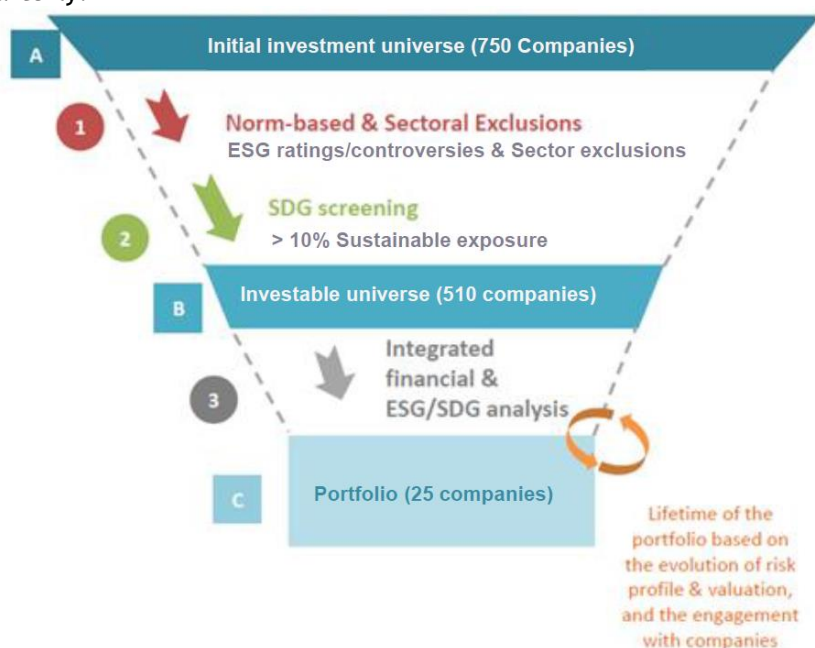 A
Initial investment universe (750 Companies)
1
Norm-based & Sectoral Exclusions
ESG ratings/controversies & Sector exclusions
2
SDG screening
> 10% Sustainable exposure
B
Investable universe (510 companies)
3
Integrated
financial &
ESG/SDG analysis
C
Portfolio (25 companies)
Lifetime of the
portfolio based on
the evolution of risk
profile & valuation,
and the engagement
with companies